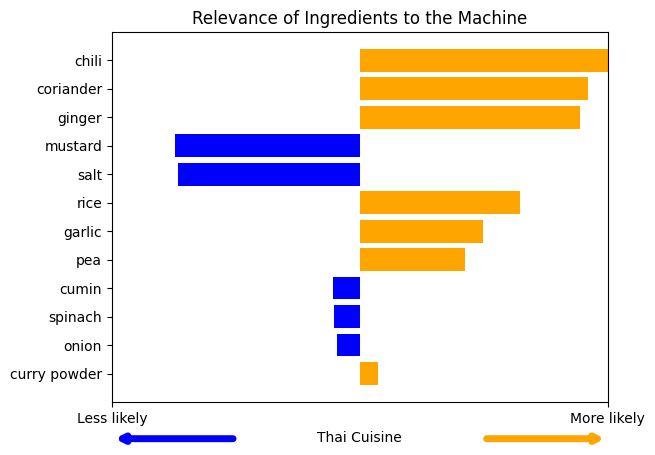 Relevance of Ingredients to the Machine
chili
coriander
ginger
mustard
salt
rice
garlic
pea
cumin
spinach
onion
curry powder
Less likely More likely
Thai Cuisine